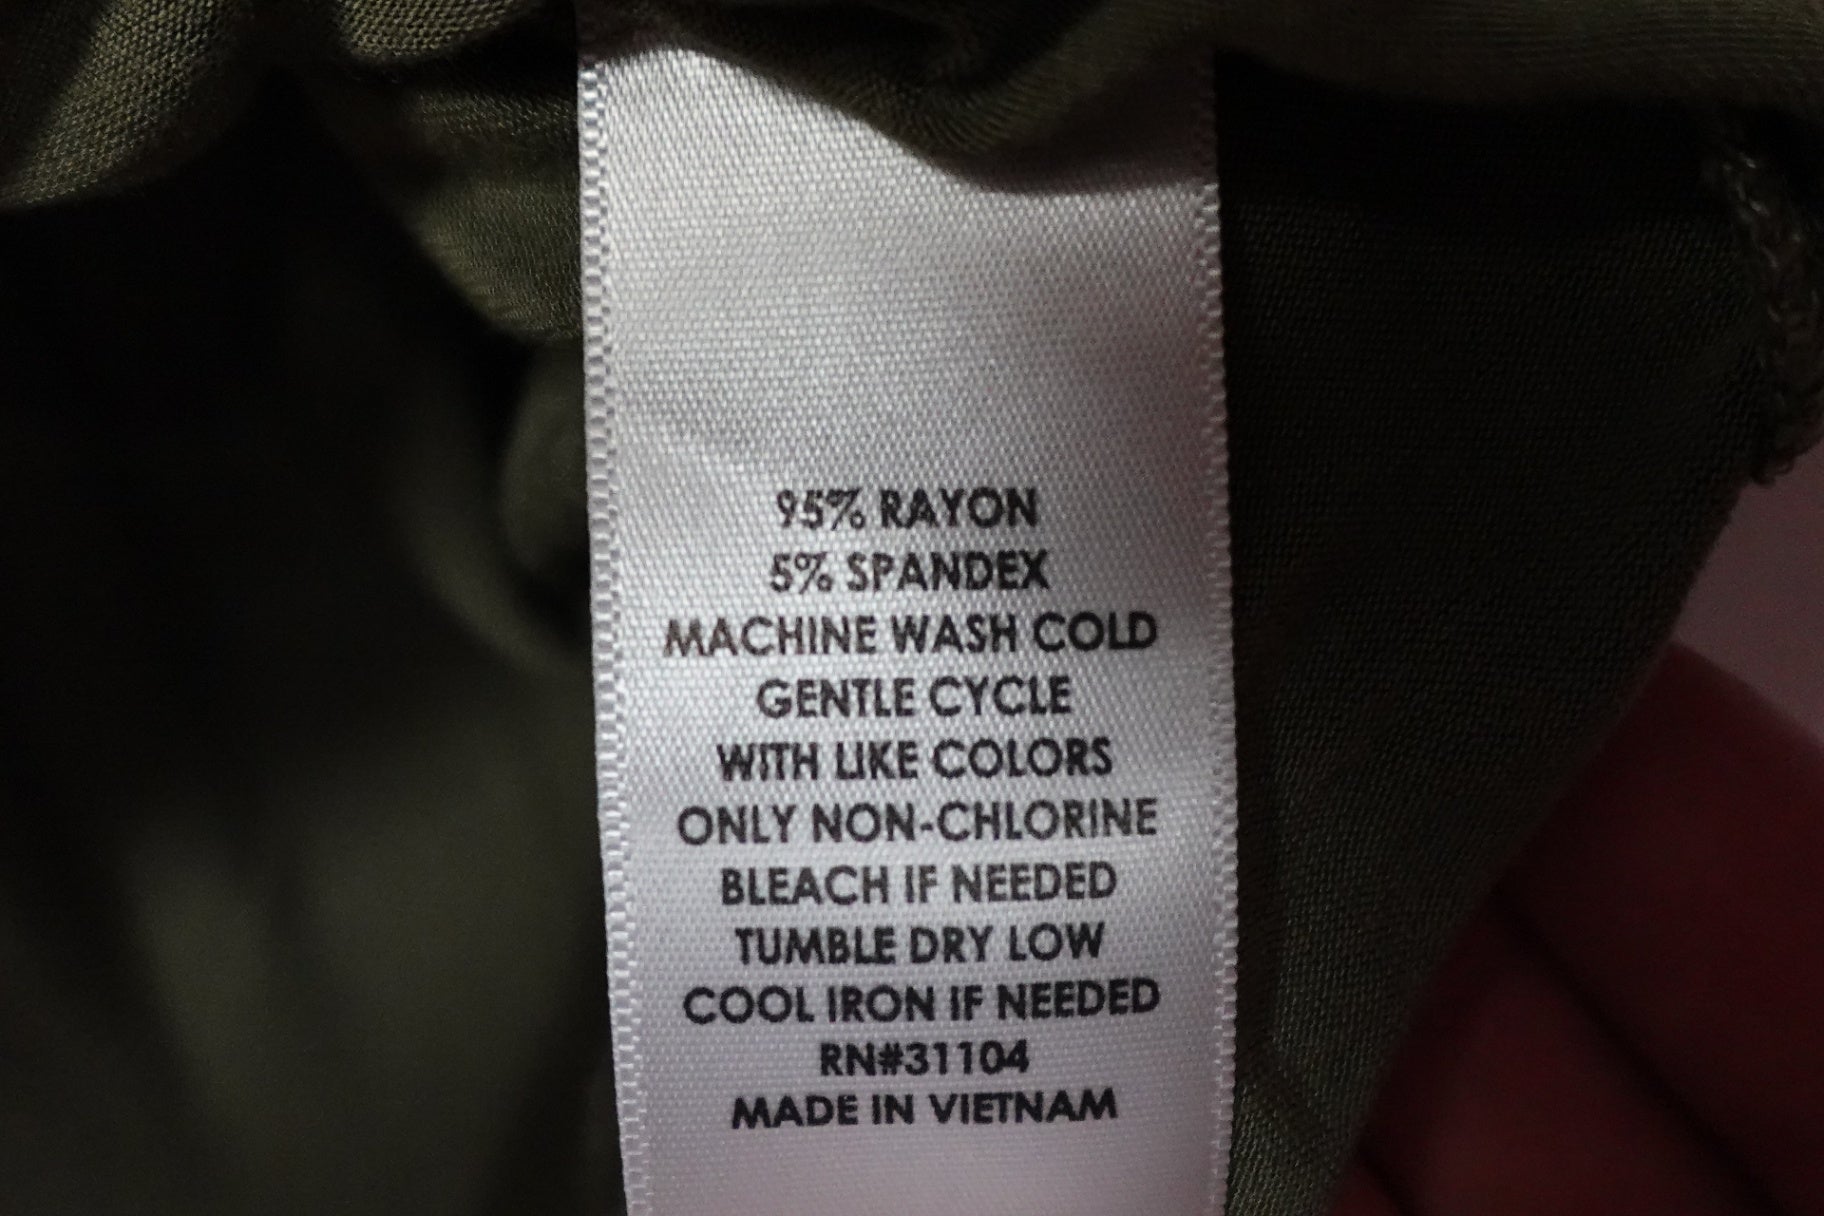 95% RAYON
5% SPANDEX
MACHINE WASH COLD
GENTLE CYCLE
WITH LIKE COLORS
ONLY NON-CHLORINE
BLEACH IF NEEDED
TUMBLE DRY LOW
COOL IRON IF NEEDED
RN#31104
MADE IN VIETNAM